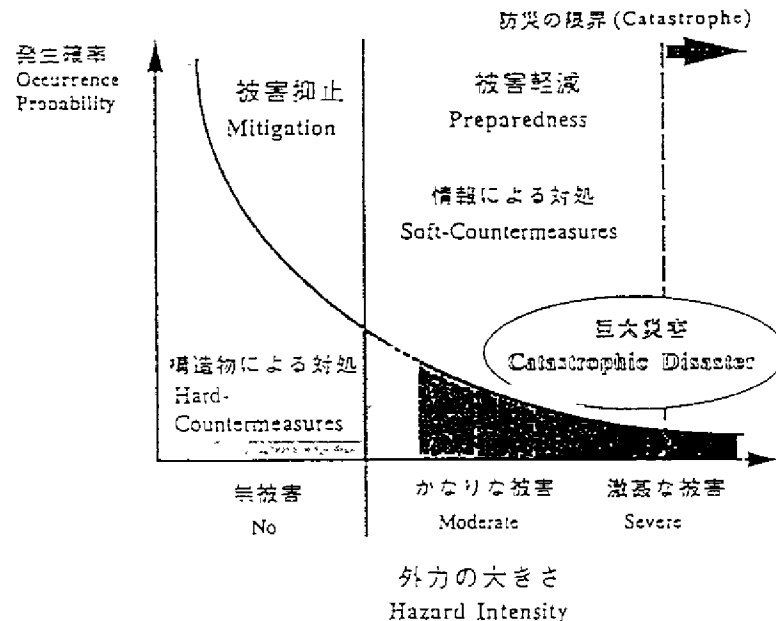 防災の限界 (Catastrophe)
発生確率
Occurrence
Probability
被害抑止
Mitigation
被害軽減
Preparedness
情報による対処
Soft-Countermeasures
巨大災害
Catastrophic Disaster
構造物による対処
Hard-
Countermeasures
無被害
No
かなりな被害
Moderate
激甚な被害
Severe
外力の大きさ
Hazard Intensity